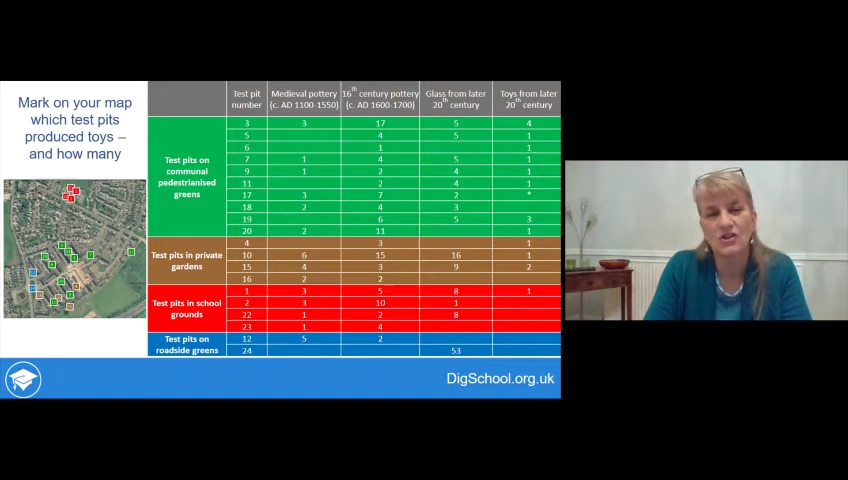 Mark on your map
which test pits
produced toys –
and how many
Test pit number Medieval pottery (c. AD 1100-1550) 16th century pottery (c. AD 1600-1700) Glass from later 20th century Toys from later 20th century
Test pits on communal pedestrianised greens
3 3 17 5 4
5 4 5 1
6 1 1
7 1 4 5 1
9 1 2 4 1
11 2 4 1
17 3 7 2 *
18 2 4 3
19 6 5 3
20 2 11 1
Test pits in private gardens
4 3 1
10 6 15 16 1
15 4 3 9 2
16 2 2
Test pits in school grounds
1 3 5 8 1
2 3 10 1
22 1 2 8
23 1 4
Test pits on roadside greens
12 5 2
24 53
DigSchool.org.uk